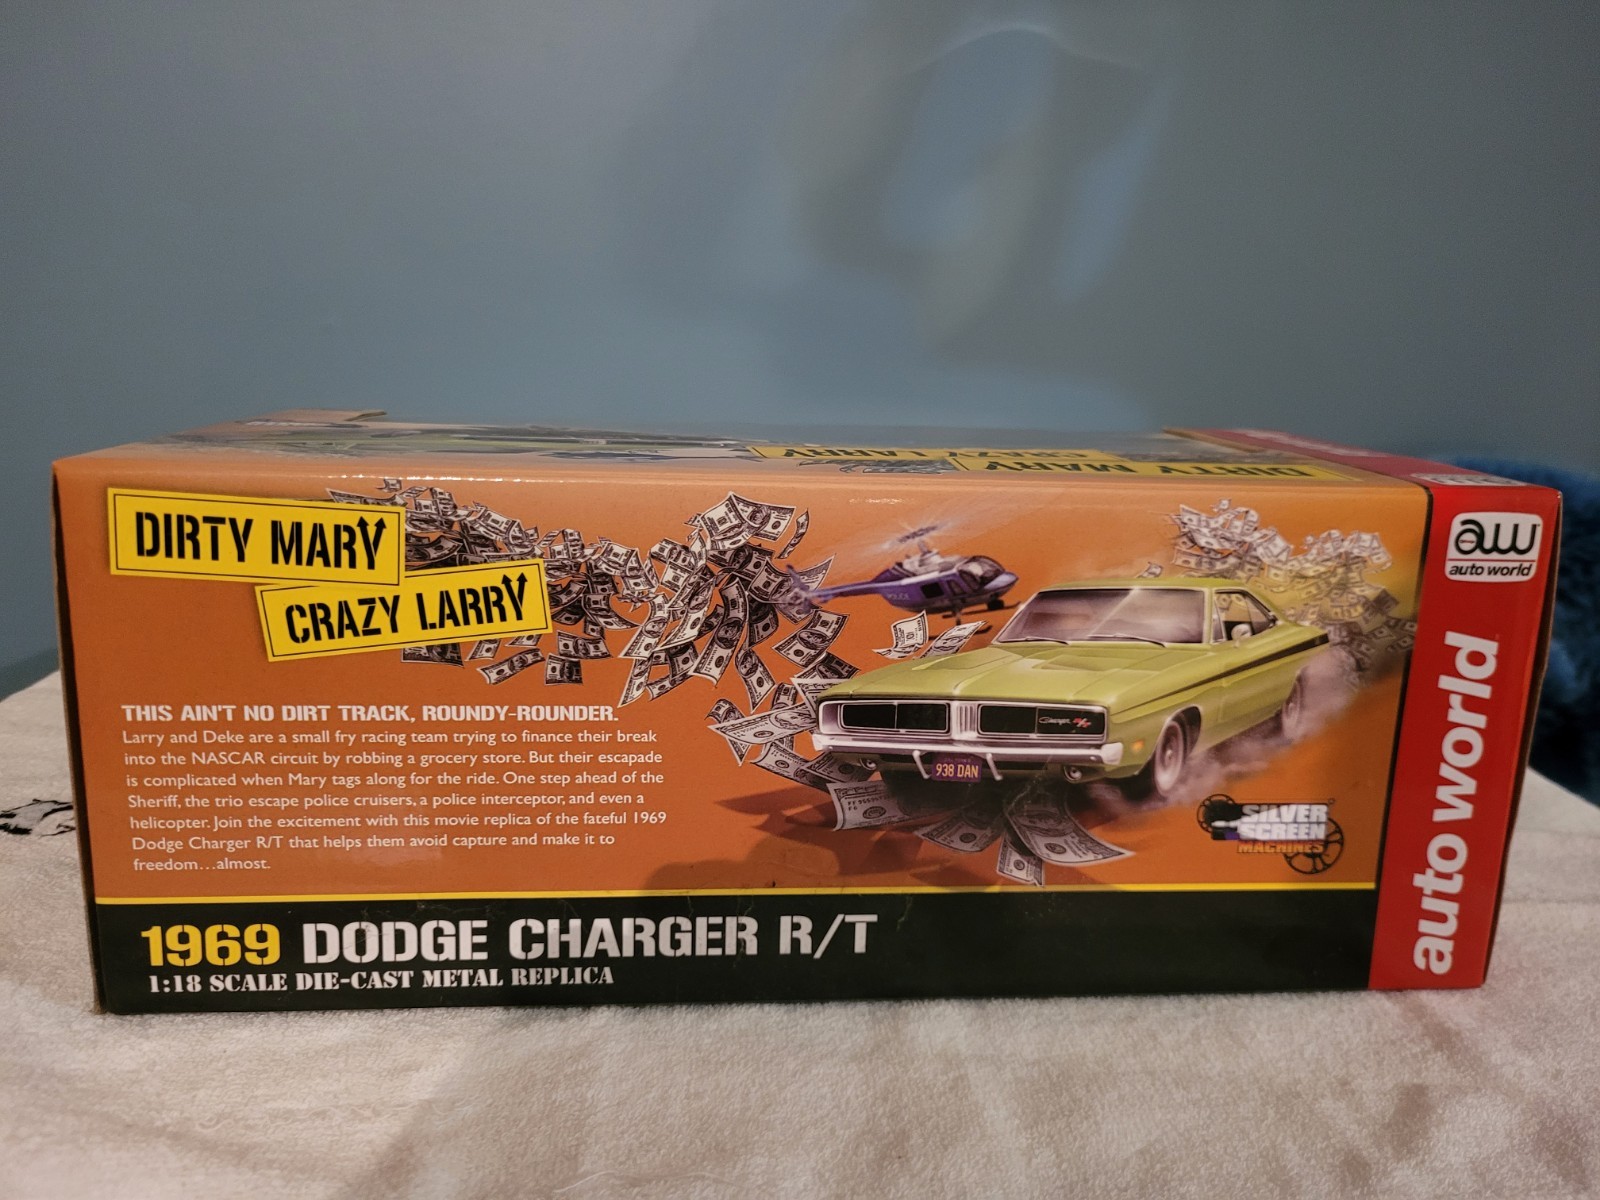 CRAZY LARRY
DIRTY MARY
DIRTY MARY
CRAZY LARRY
THIS AIN'T NO DIRT TRACK, ROUNDY-ROUNDER.
Larry and Deke are a small fry racing team trying to finance their break
into the NASCAR circuit by robbing a grocery store. But their escapade
is complicated when Mary tags along for the ride. One step ahead of the
Sheriff, the trio escape police cruisers, a police interceptor, and even a
helicopter. Join the excitement with this movie replica of the fateful 1969
Dodge Charger R/T that helps them avoid capture and make it to
freedom...almost.
Charger R/T
938 DAN
SILVER
SCREEN
MACHINES
1969 DODGE CHARGER R/T
1:18 SCALE DIE-CAST METAL REPLICA
aw
auto world
auto world